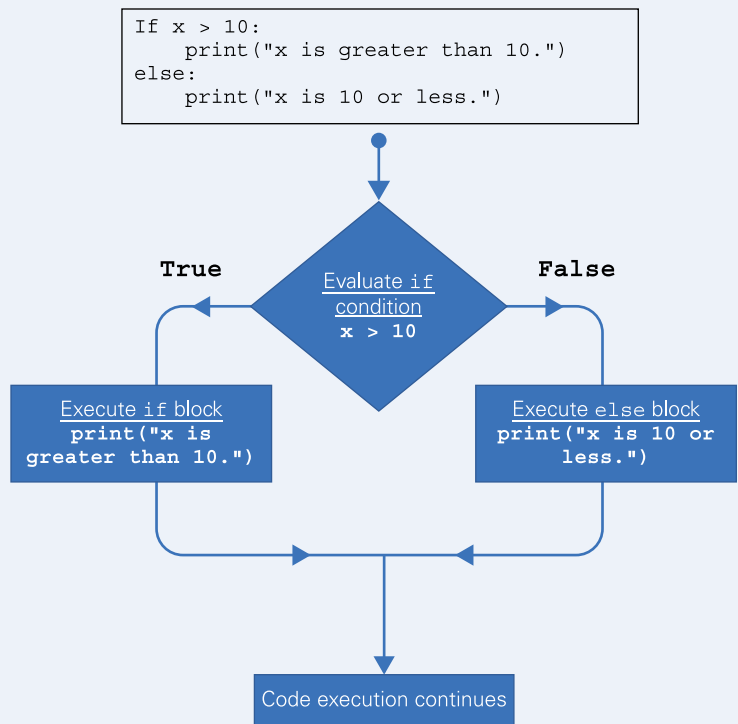 If x > 10:
    print("x is greater than 10.")
else:
    print("x is 10 or less.")
True
False
Evaluate if
condition
x > 10
Execute if block
print("x is
greater than 10.")
Execute else block
print("x is 10 or
less.")
Code execution continues